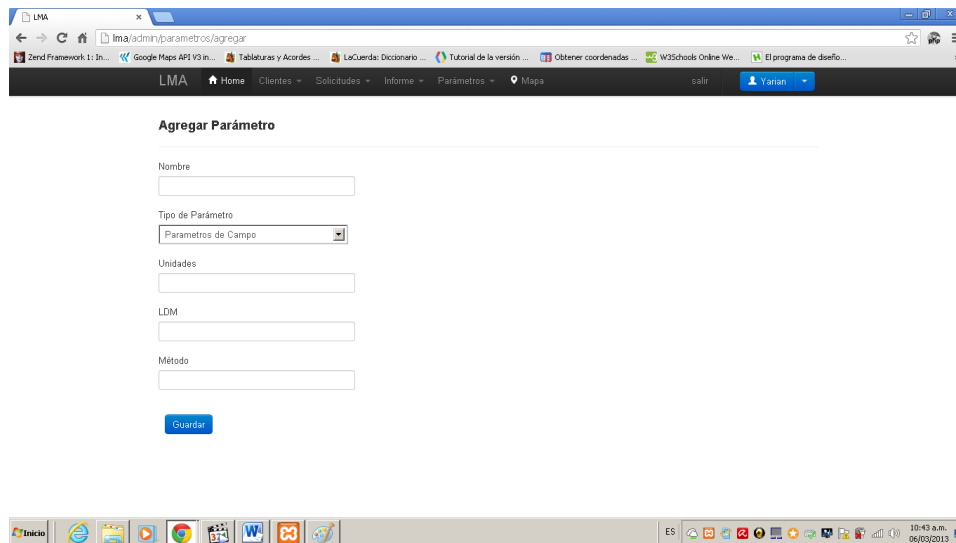 LMA
lma/admin/parametros/agregar
Zend Framework 1: In... Google Maps API V3 in... Tablaturas y Acordes ... LaCuerda: Diccionario ... Tutorial de la versión ... Obtener coordenadas ... W3Schools Online We... El programa de diseño...
LMA Home Clientes Solicitudes Informe Parámetros Mapa salir Yarian
Agregar Parámetro
Nombre
Tipo de Parámetro
Parametros de Campo
Unidades
LDM
Método
Guardar
Inicio ES 10:43 a.m.
06/03/2013